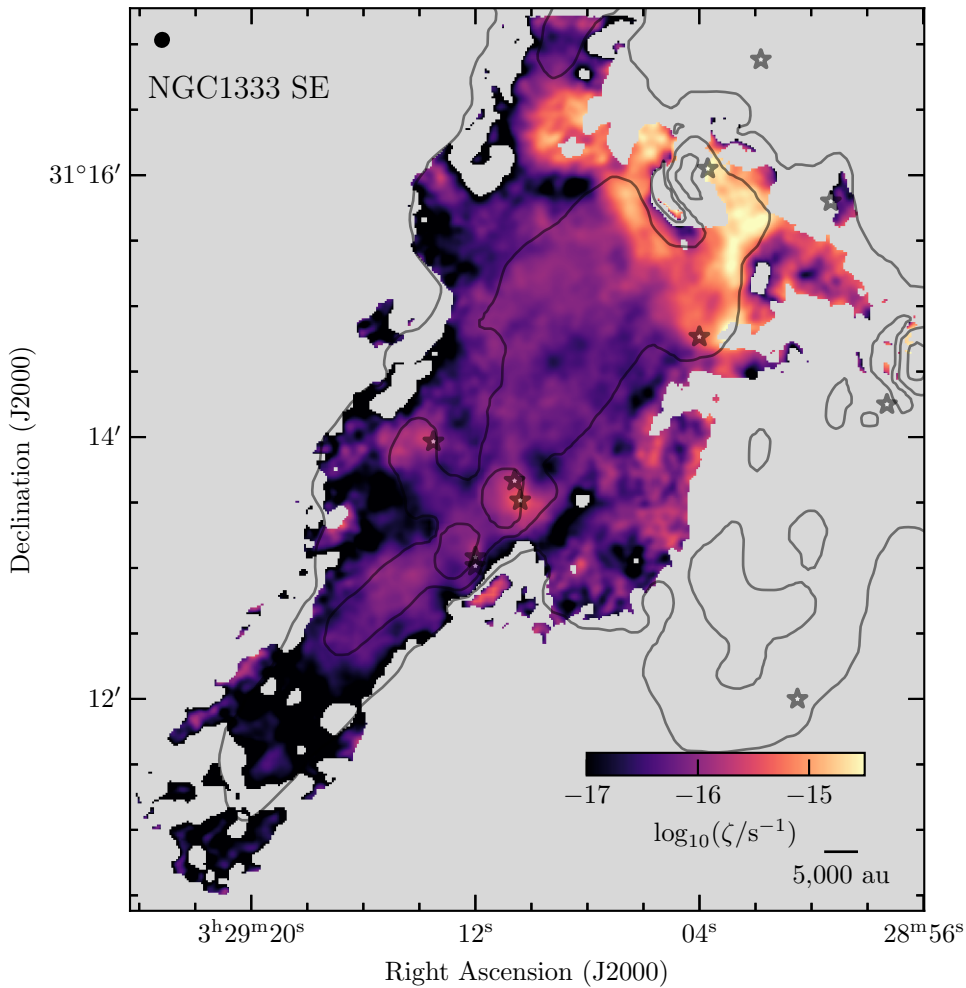 NGC1333 SE
31°16′
14′
12′
Declination (J2000)
−17 −16 −15
log₁₀(ζ/s⁻¹)
5,000 au
3ʰ29ᵐ20ˢ 12ˢ 04ˢ 28ᵐ56ˢ
Right Ascension (J2000)